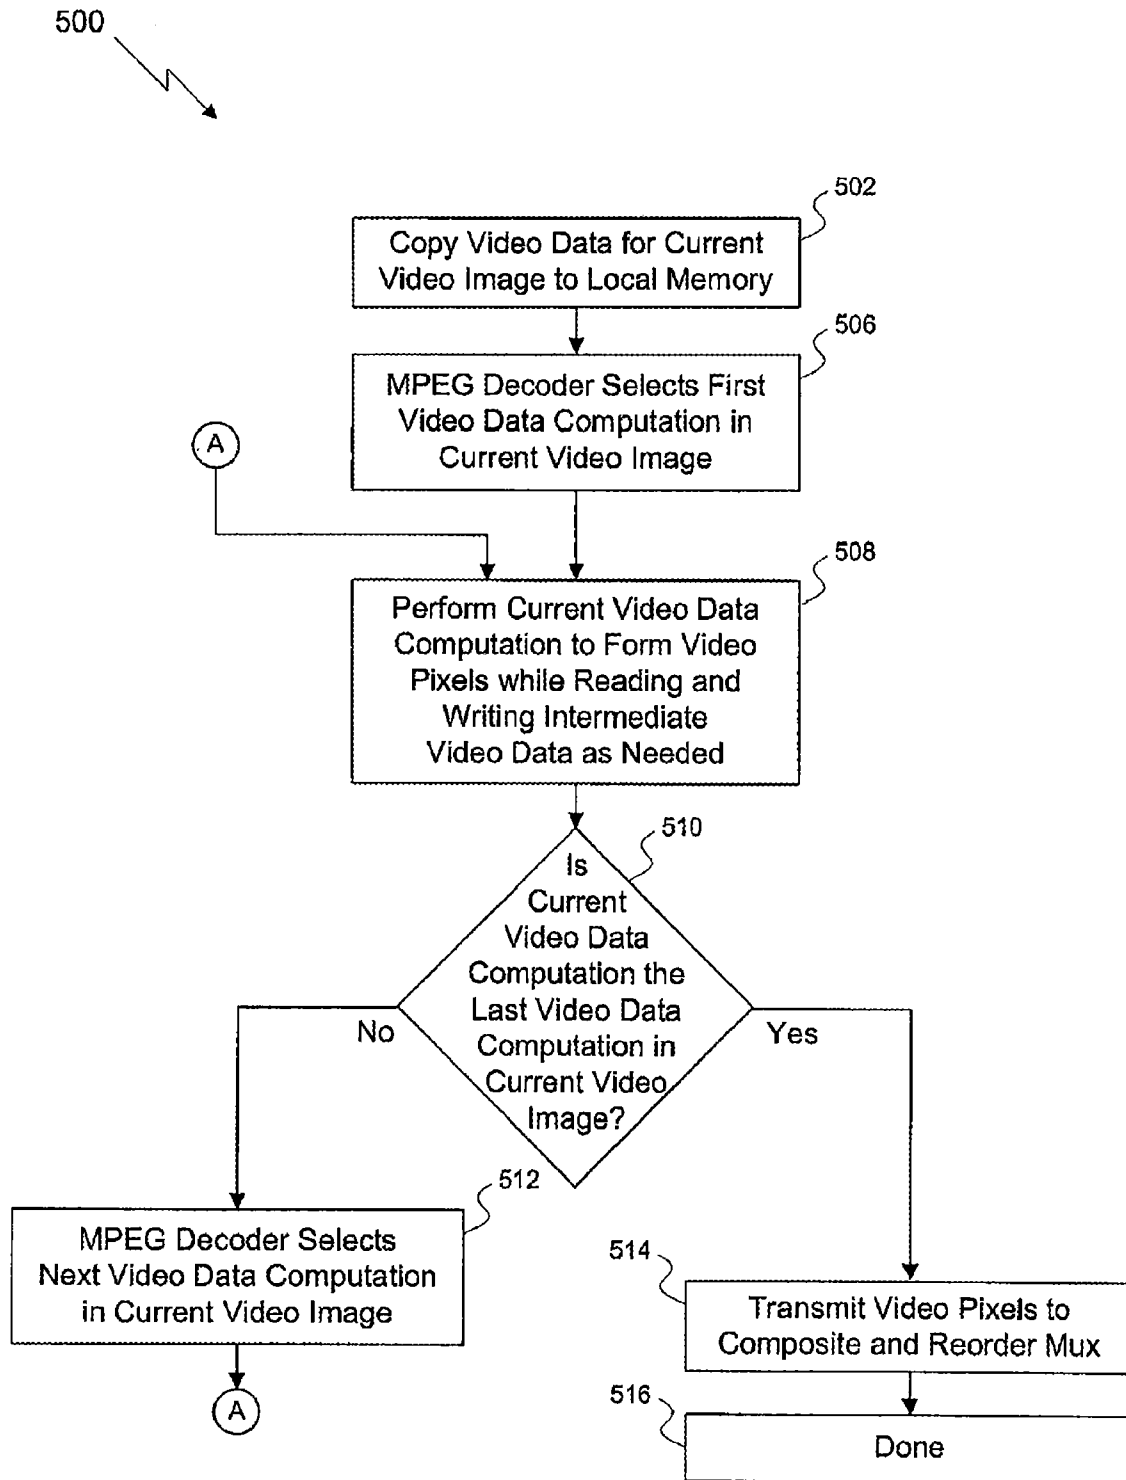 500
502
Copy Video Data for Current
Video Image to Local Memory
506
MPEG Decoder Selects First
Video Data Computation in
Current Video Image
A
508
Perform Current Video Data
Computation to Form Video
Pixels while Reading and
Writing Intermediate
Video Data as Needed
510
Is
Current
Video Data
Computation the
Last Video Data
Computation in
Current Video
Image?
No
Yes
512
MPEG Decoder Selects
Next Video Data Computation
in Current Video Image
A
514
Transmit Video Pixels to
Composite and Reorder Mux
516
Done